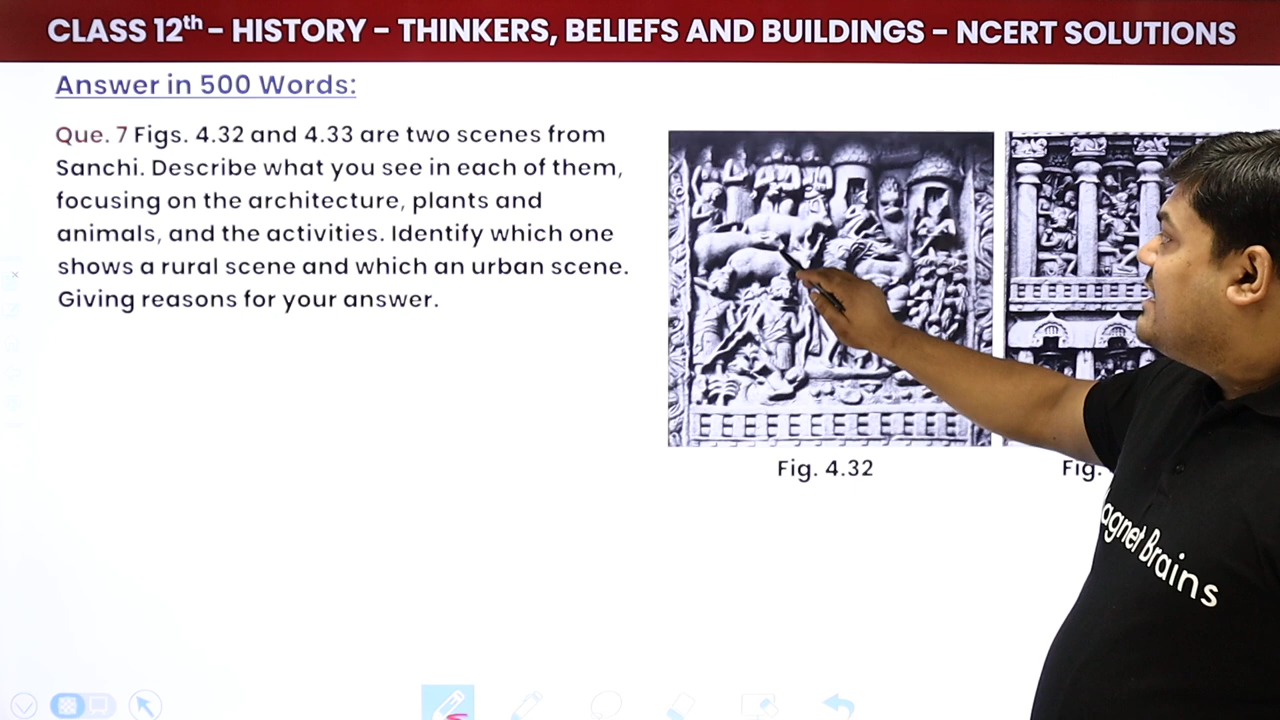 CLASS 12th – HISTORY – THINKERS, BELIEFS AND BUILDINGS – NCERT SOLUTIONS
Answer in 500 Words:
Que. 7 Figs. 4.32 and 4.33 are two scenes from
Sanchi. Describe what you see in each of them,
focusing on the architecture, plants and
animals, and the activities. Identify which one
shows a rural scene and which an urban scene.
Giving reasons for your answer.
Fig. 4.32
Fig.
agnet Brains